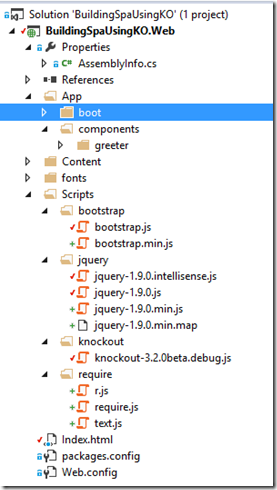 Solution 'BuildingSpaUsingKO' (1 project)
BuildingSpaUsingKO.Web
Properties
C# AssemblyInfo.cs
References
App
boot
components
greeter
Content
fonts
Scripts
bootstrap
bootstrap.js
bootstrap.min.js
jquery
jquery-1.9.0.intellisense.js
jquery-1.9.0.js
jquery-1.9.0.min.js
jquery-1.9.0.min.map
knockout
knockout-3.2.0beta.debug.js
require
r.js
require.js
text.js
Index.html
packages.config
Web.config